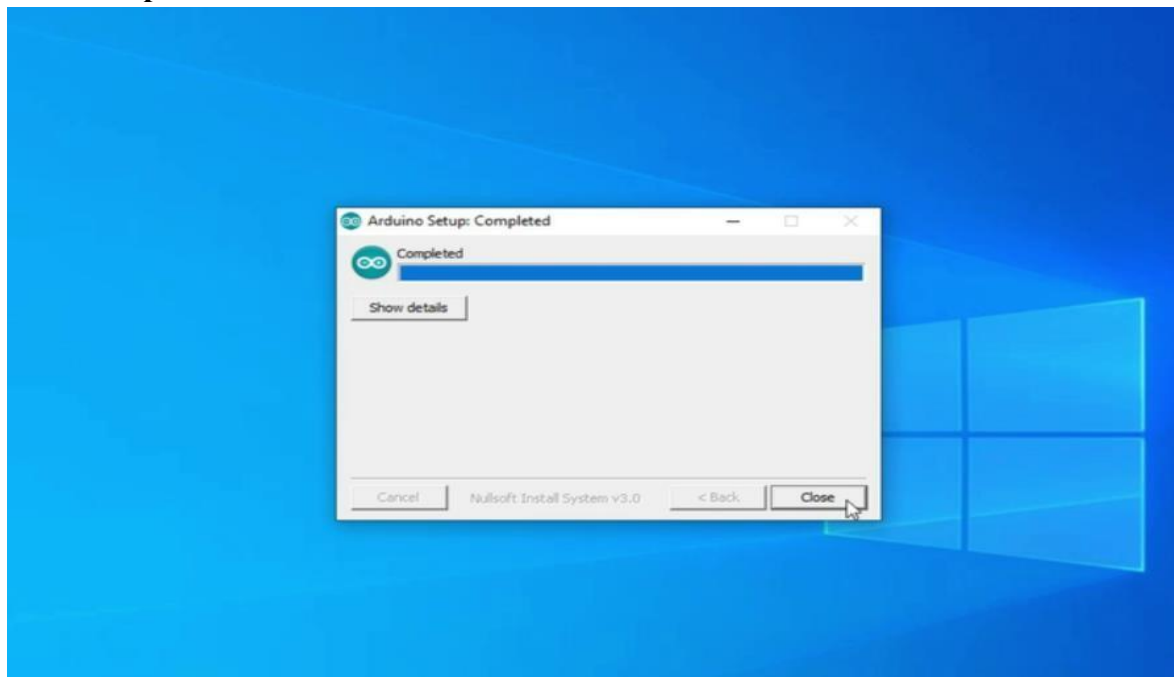 Arduino Setup: Completed
Completed
Show details
Cancel
Nullsoft Install System v3.0
< Back
Close